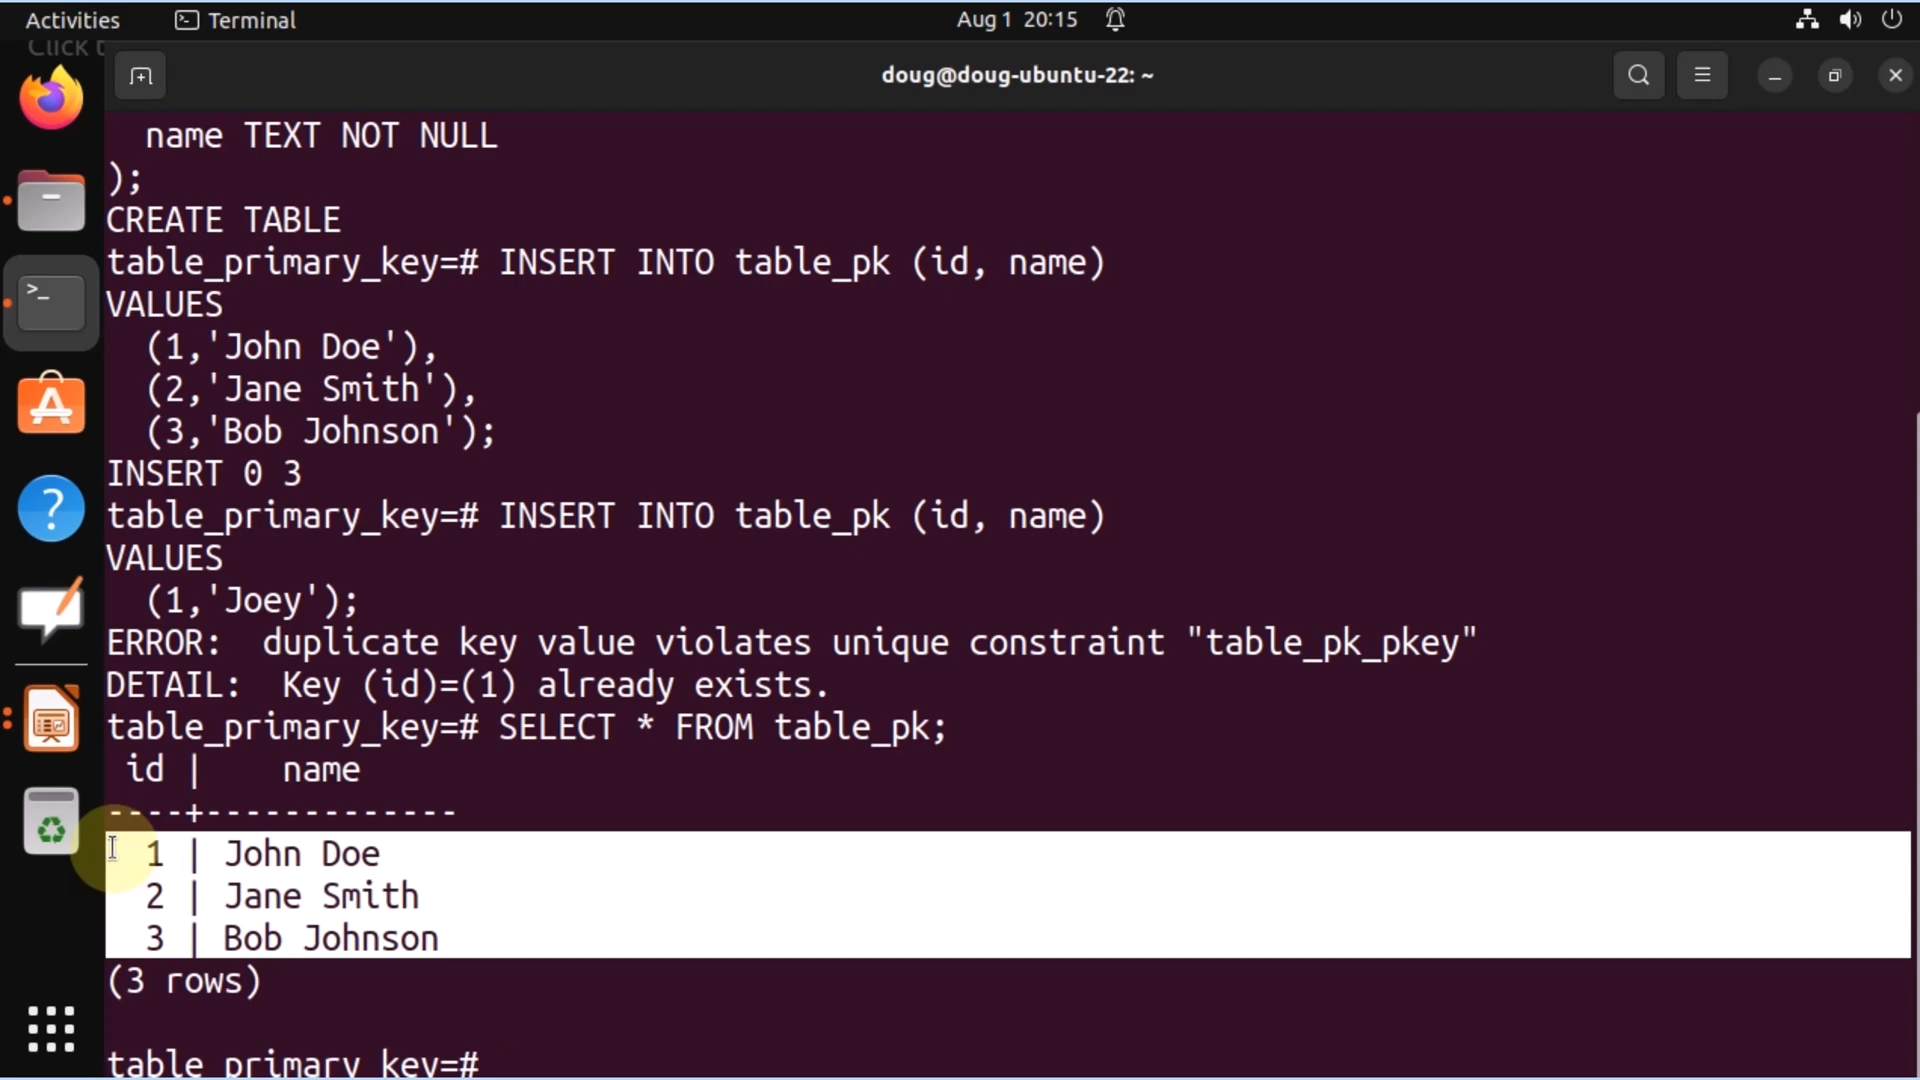 Activities
Terminal
Aug 1 20:15
Click t
doug@doug-ubuntu-22: ~
name TEXT NOT NULL
);
CREATE TABLE
table_primary_key=# INSERT INTO table_pk (id, name)
VALUES
(1,'John Doe'),
(2,'Jane Smith'),
(3,'Bob Johnson');
INSERT 0 3
table_primary_key=# INSERT INTO table_pk (id, name)
VALUES
(1,'Joey');
ERROR:  duplicate key value violates unique constraint "table_pk_pkey"
DETAIL:  Key (id)=(1) already exists.
table_primary_key=# SELECT * FROM table_pk;
id |    name
----+-------------
1 | John Doe
2 | Jane Smith
3 | Bob Johnson
(3 rows)
table_primary_key=#